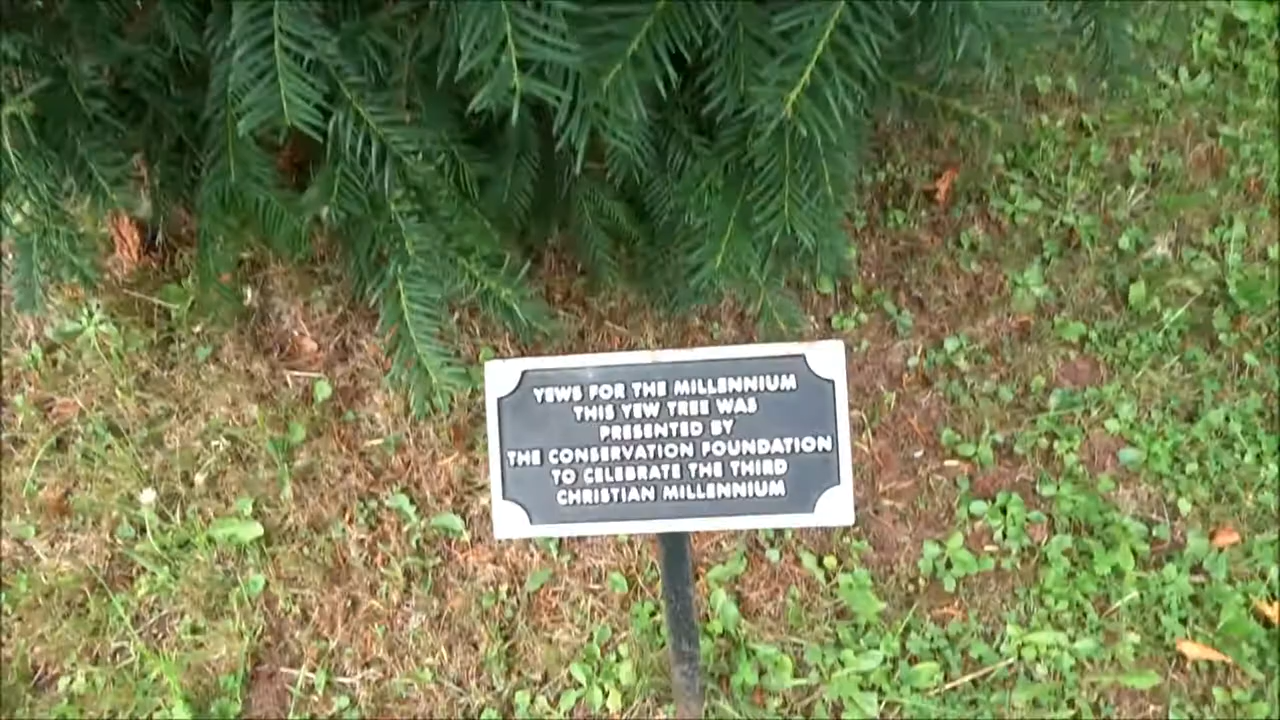 YEWS FOR THE MILLENNIUM
THIS YEW TREE WAS
PRESENTED BY
THE CONSERVATION FOUNDATION
TO CELEBRATE THE THIRD
CHRISTIAN MILLENNIUM